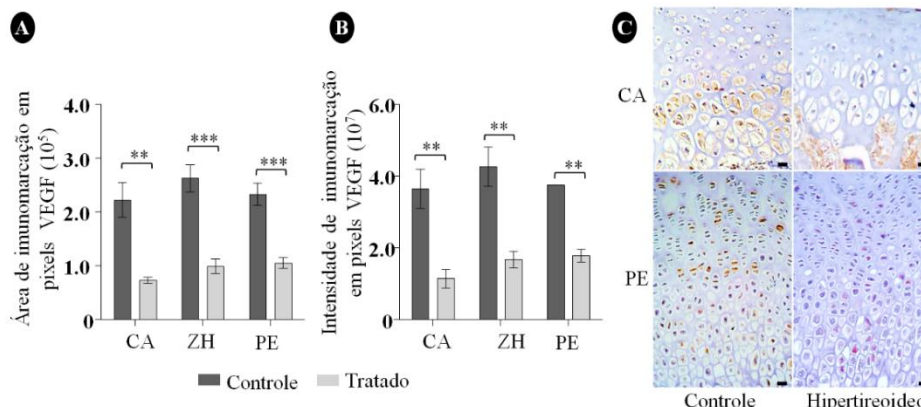 A
B
C
Área de imunomarcação em
pixels VEGF (10⁵)
4.0
3.0
2.0
1.0
0
**
***
***
CA
ZH
PE
Intensidade de imunomarcação
em pixels VEGF (10⁷)
6.0
4.0
2.0
0
**
**
**
CA
ZH
PE
Controle
Tratado
CA
PE
Controle
Hipertireoideo